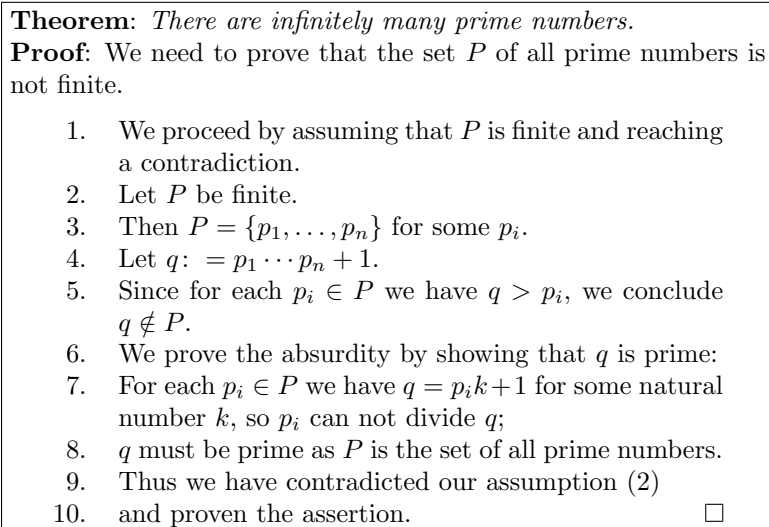 Theorem: There are infinitely many prime numbers.
Proof: We need to prove that the set P of all prime numbers is
not finite.
1. We proceed by assuming that P is finite and reaching
a contradiction.
2. Let P be finite.
3. Then P = {p₁, . . . , pₙ} for some pᵢ.
4. Let q: = p₁ · · · pₙ + 1.
5. Since for each pᵢ ∈ P we have q > pᵢ, we conclude
q ∉ P.
6. We prove the absurdity by showing that q is prime:
7. For each pᵢ ∈ P we have q = pᵢk + 1 for some natural
number k, so pᵢ can not divide q;
8. q must be prime as P is the set of all prime numbers.
9. Thus we have contradicted our assumption (2)
10. and proven the assertion. □